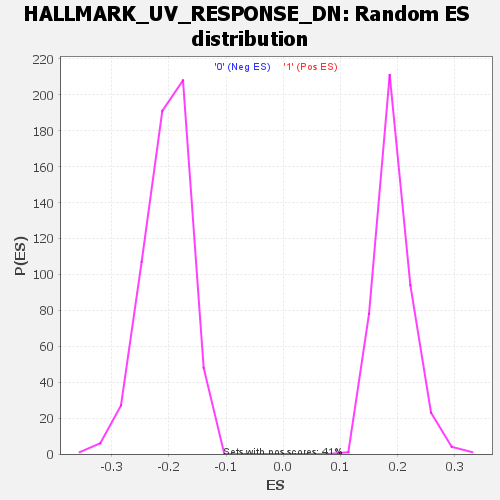 HALLMARK_UV_RESPONSE_DN: Random ES
distribution
'0' (Neg ES) '1' (Pos ES)
220
200
180
160
140
120
100
80
60
40
20
0
P(ES)
Sets with pos scores: 41%
-0.3 -0.2 -0.1 0.0 0.1 0.2 0.3
ES